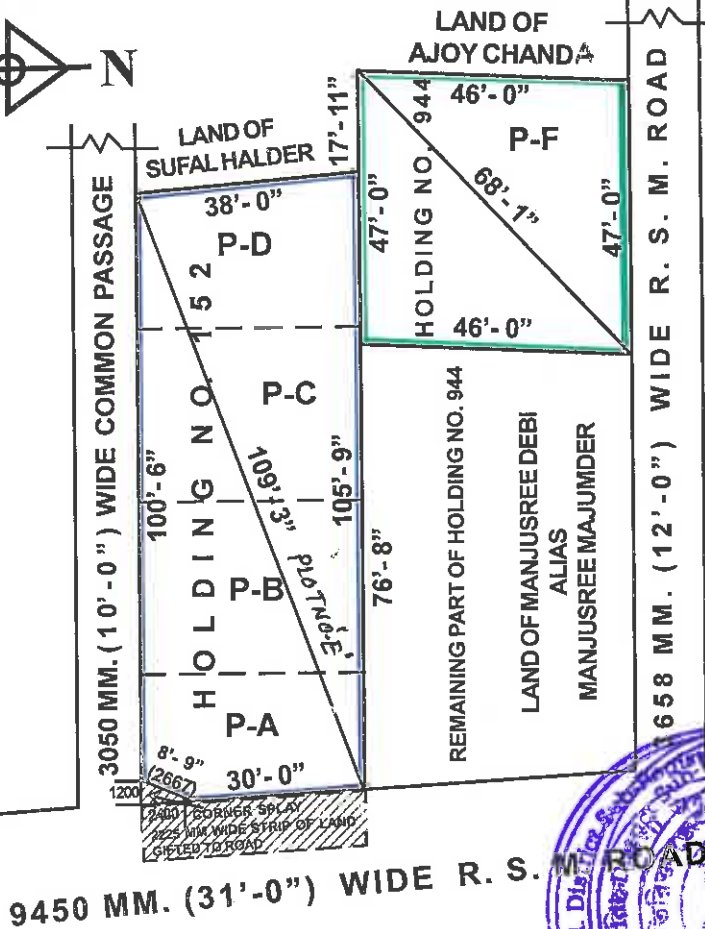 N
LAND OF
AJOY CHANDA
LAND OF
SUFAL HALDER
17'-11"
46'-0"
P-F
68'-1"
HOLDING NO. 944
47'-0"
47'-0"
46'-0"
38'-0"
P-D
P-C
P-B
P-A
HOLDING NO. 152
100'-6"
109'-3"
PLOT NO 'E'
105'-9"
76'-8"
3050 MM. (10'-0") WIDE COMMON PASSAGE
REMAINING PART OF HOLDING NO. 944
LAND OF MANJUSREE DEBI
ALIAS
MANJUSREE MAJUMDER
3658 MM. (12'-0") WIDE R. S. M. ROAD
8'-9"
(2667)
30'-0"
1200
2400 CORNER SPLAY
2225 MM WIDE STRIP OF LAND
GIFTED TO ROAD
9450 MM. (31'-0") WIDE R. S. M ROAD